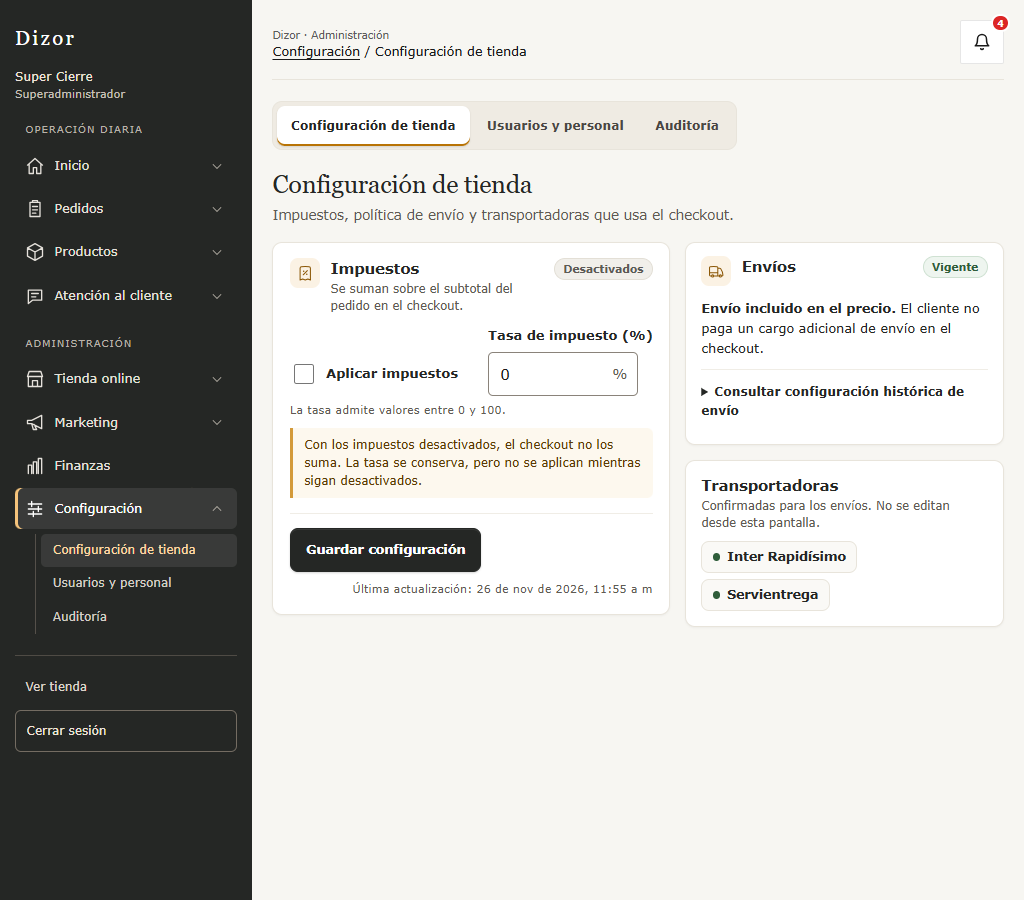 Dizor
Super Cierre
Superadministrador
OPERACIÓN DIARIA
Inicio
Pedidos
Productos
Atención al cliente
ADMINISTRACIÓN
Tienda online
Marketing
Finanzas
Configuración
Configuración de tienda
Usuarios y personal
Auditoría
Ver tienda
Cerrar sesión
Dizor · Administración
Configuración / Configuración de tienda
4
Configuración de tienda
Usuarios y personal
Auditoría
Configuración de tienda
Impuestos, política de envío y transportadoras que usa el checkout.
Impuestos
Desactivados
Se suman sobre el subtotal del
pedido en el checkout.
Tasa de impuesto (%)
Aplicar impuestos
0
%
La tasa admite valores entre 0 y 100.
Con los impuestos desactivados, el checkout no los
suma. La tasa se conserva, pero no se aplican mientras
sigan desactivados.
Guardar configuración
Última actualización: 26 de nov de 2026, 11:55 a m
Envíos
Vigente
Envío incluido en el precio. El cliente no
paga un cargo adicional de envío en el
checkout.
Consultar configuración histórica de
envío
Transportadoras
Confirmadas para los envíos. No se editan
desde esta pantalla.
Inter Rapidísimo
Servientrega